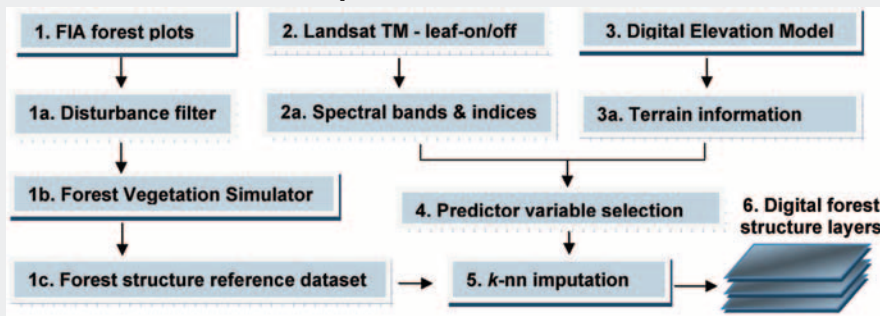 1. FIA forest plots
2. Landsat TM - leaf-on/off
3. Digital Elevation Model
1a. Disturbance filter
2a. Spectral bands & indices
3a. Terrain information
1b. Forest Vegetation Simulator
4. Predictor variable selection
6. Digital forest
structure layers
1c. Forest structure reference dataset
5. k-nn imputation